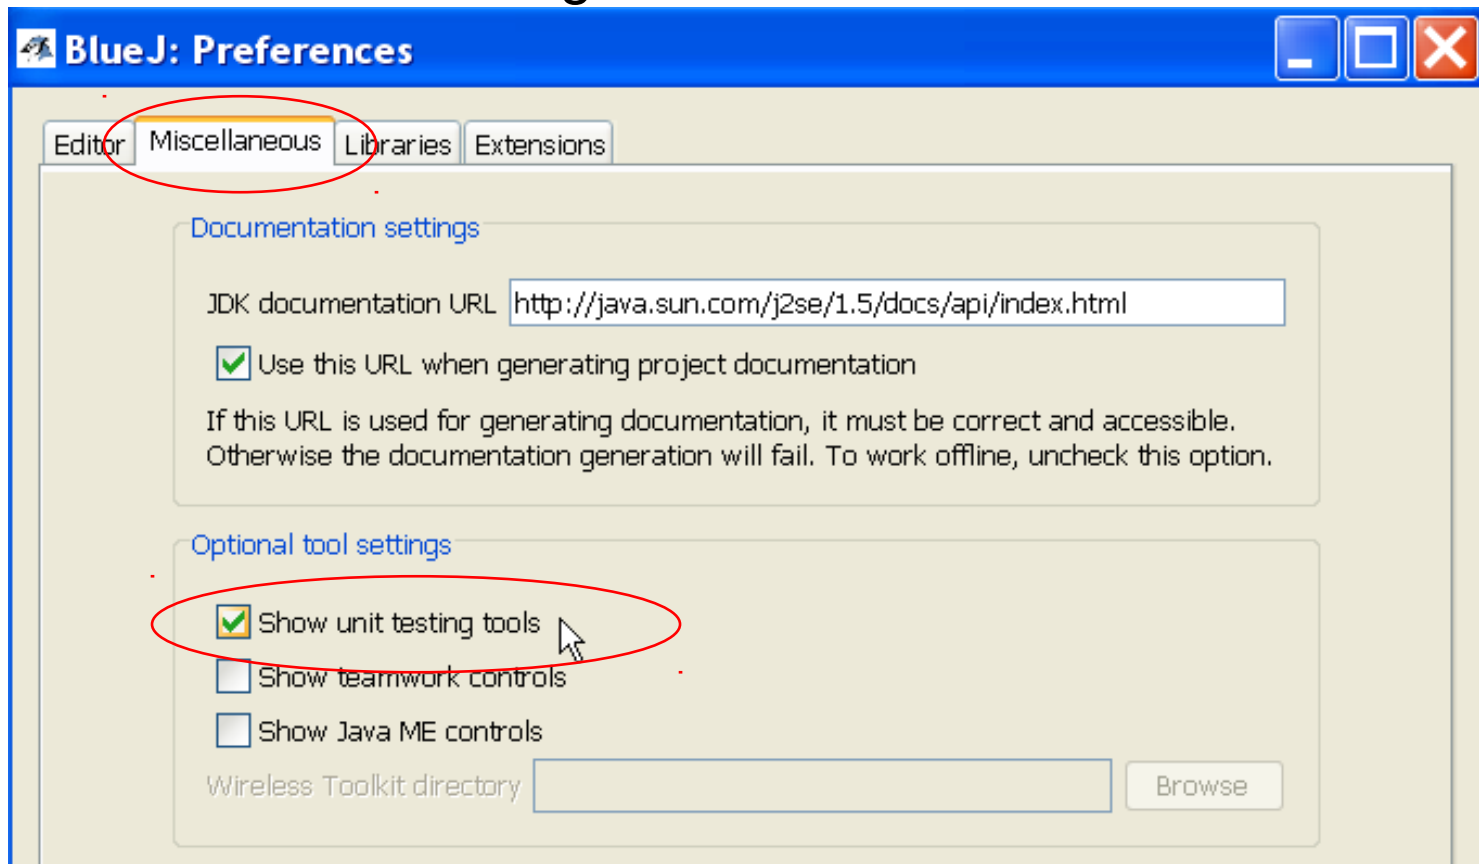 BlueJ: Preferences
Editor Miscellaneous Libraries Extensions
Documentation settings
JDK documentation URL http://java.sun.com/j2se/1.5/docs/api/index.html
Use this URL when generating project documentation
If this URL is used for generating documentation, it must be correct and accessible.
Otherwise the documentation generation will fail. To work offline, uncheck this option.
Optional tool settings
Show unit testing tools
Show teamwork controls
Show Java ME controls
Wireless Toolkit directory Browse